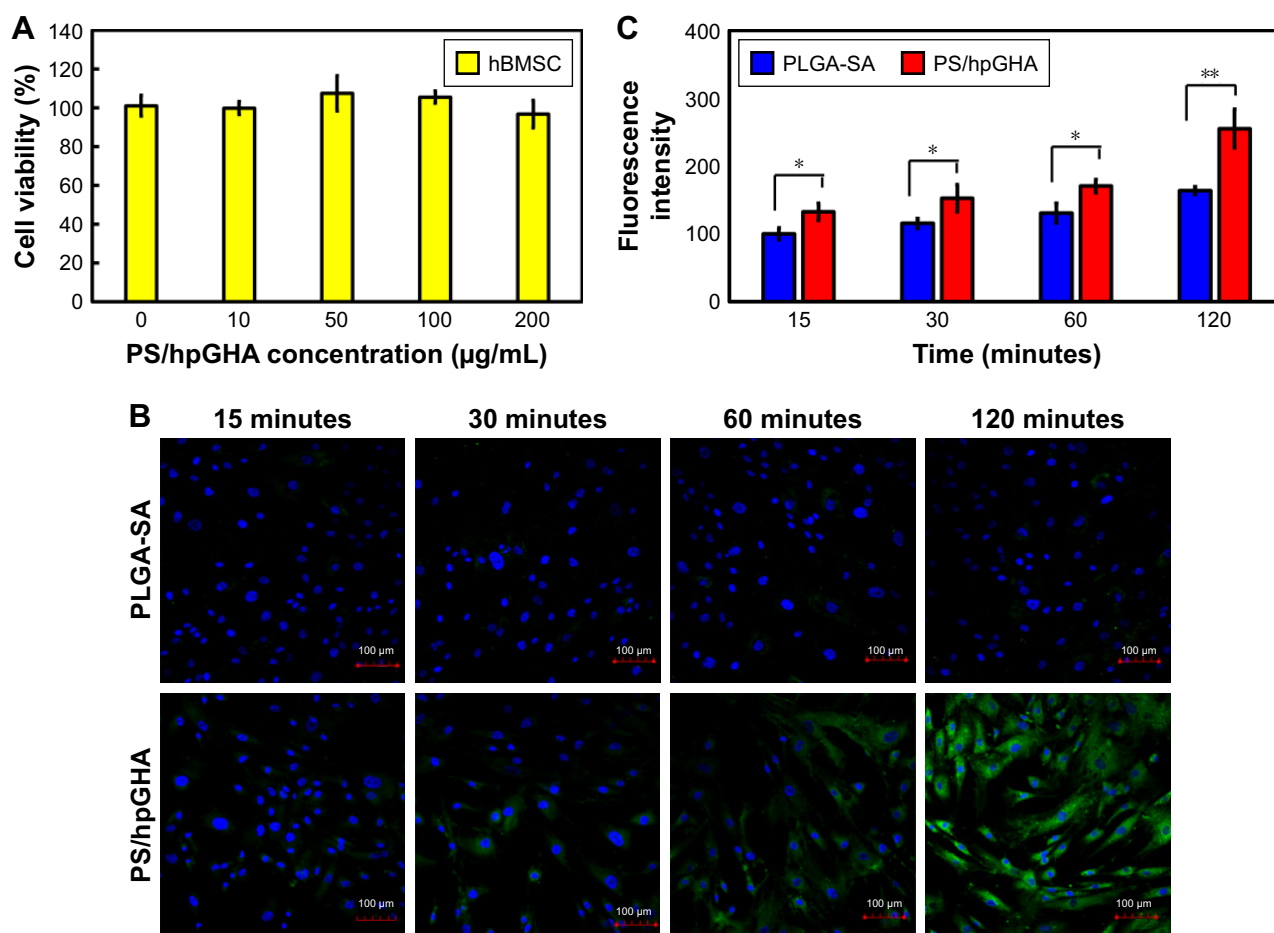 A
140
120
100
80
60
40
20
0
Cell viability (%)
hBMSC
0 10 50 100 200
PS/hpGHA concentration (µg/mL)
C
400
300
200
100
0
Fluorescence
intensity
PLGA-SA PS/hpGHA
*
*
*
**
15 30 60 120
Time (minutes)
B
15 minutes 30 minutes 60 minutes 120 minutes
PLGA-SA
100 µm 100 µm 100 µm 100 µm
PS/hpGHA
100 µm 100 µm 100 µm 100 µm